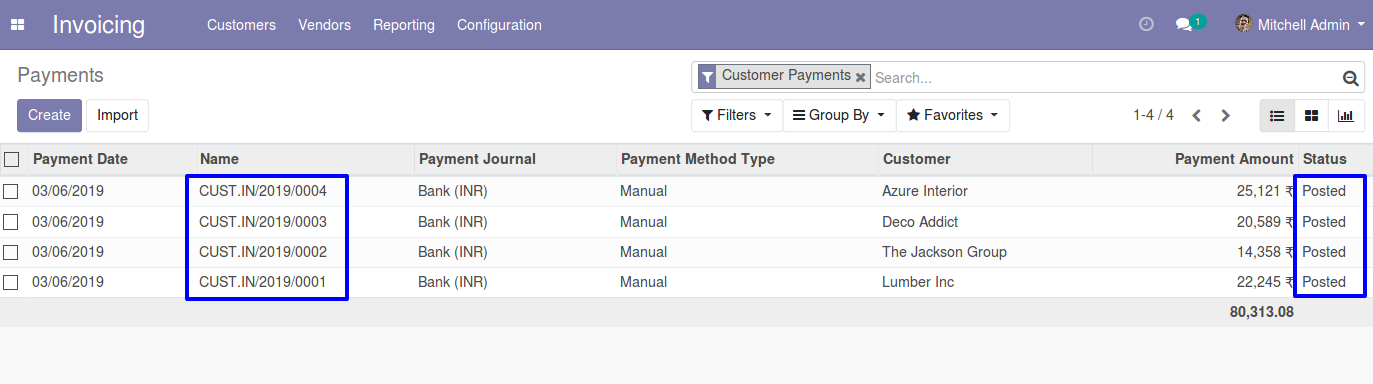 Invoicing Customers Vendors Reporting Configuration 1 Mitchell Admin
Payments Customer Payments Search...
Create Import Filters Group By Favorites 1-4 / 4
Payment Date Name Payment Journal Payment Method Type Customer Payment Amount Status
03/06/2019 CUST.IN/2019/0004 Bank (INR) Manual Azure Interior 25,121 ₹ Posted
03/06/2019 CUST.IN/2019/0003 Bank (INR) Manual Deco Addict 20,589 ₹ Posted
03/06/2019 CUST.IN/2019/0002 Bank (INR) Manual The Jackson Group 14,358 ₹ Posted
03/06/2019 CUST.IN/2019/0001 Bank (INR) Manual Lumber Inc 22,245 ₹ Posted
80,313.08